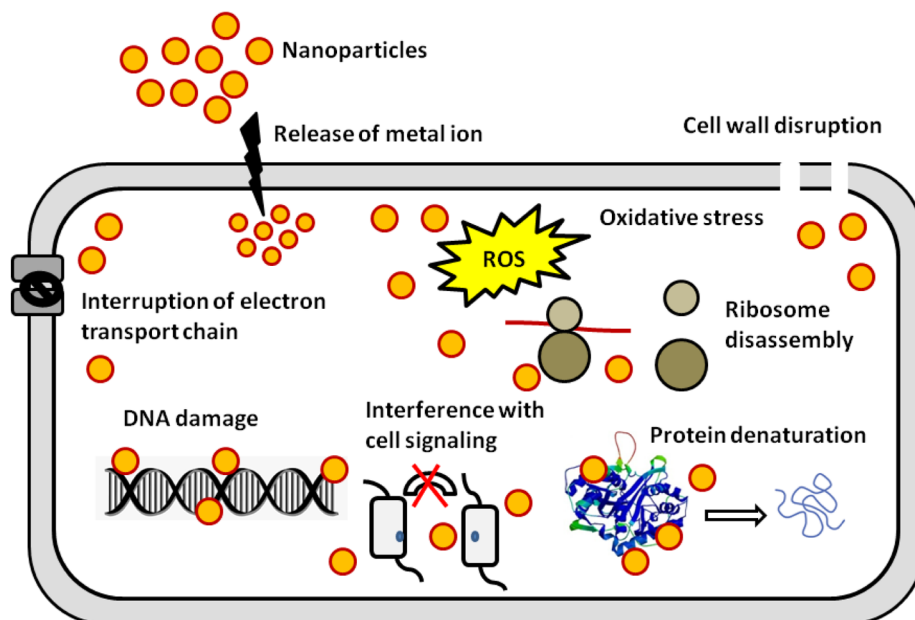 Nanoparticles
Release of metal ion
Cell wall disruption
Oxidative stress
ROS
Interruption of electron
transport chain
Ribosome
disassembly
DNA damage
Interference with
cell signaling
Protein denaturation